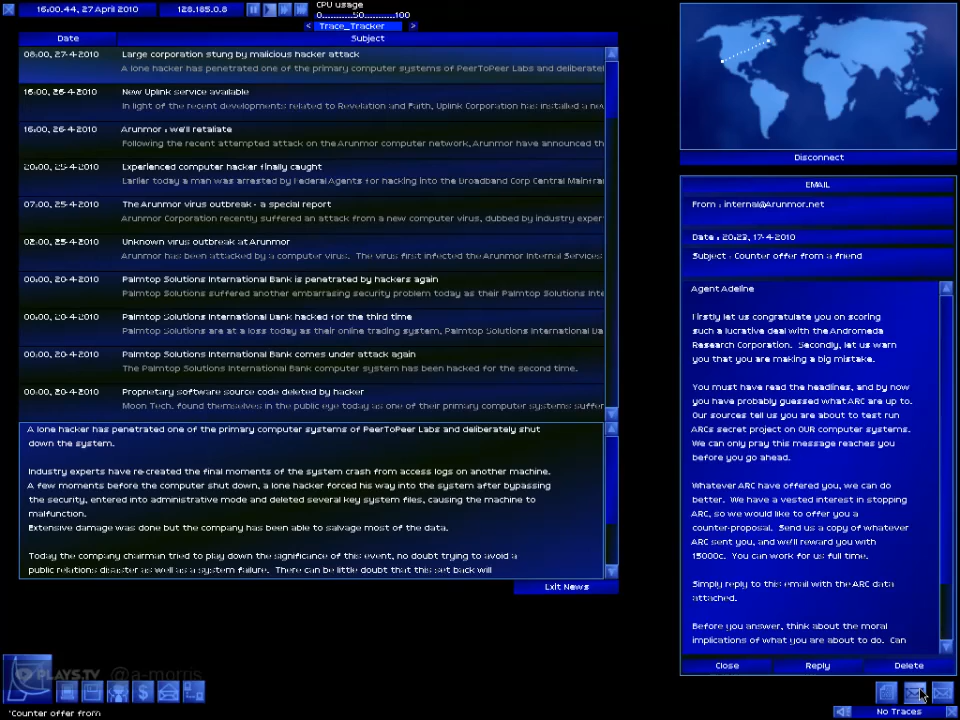 16:00.44, 27 April 2010
128.185.0.8
CPU usage
0..........50..........100
< Trace_Tracker >
Date Subject
08:00, 27-4-2010 Large corporation stung by malicious hacker attack
A lone hacker has penetrated one of the primary computer systems of PeerToPeer Labs and deliberatel
16:00, 26-4-2010 New Uplink service available
In light of the recent developments related to Revelation and Faith, Uplink Corporation has installed a new
16:00, 26-4-2010 Arunmor : we'll retaliate
Following the recent attempted attack on the Arunmor computer network, Arunmor have announced th
20:00, 25-4-2010 Experienced computer hacker finally caught
Earlier today a man was arrested by Federal Agents for hacking into the Broadband Corp Central Mainfra
07:00, 25-4-2010 The Arunmor virus outbreak - a special report
Arunmor Corporation recently suffered an attack from a new computer virus, dubbed by industry exper
02:00, 25-4-2010 Unknown virus outbreak at Arunmor
Arunmor has been attacked by a computer virus. The virus first infected the Arunmor Internal Services
00:00, 20-4-2010 Palmtop Solutions International Bank is penetrated by hackers again
Palmtop Solutions suffered another embarrasing security problem today as their Palmtop Solutions Inte
00:00, 20-4-2010 Palmtop Solutions International Bank hacked for the third time
Palmtop Solutions are at a loss today as their online trading system, Palmtop Solutions International Ba
00:00, 20-4-2010 Palmtop Solutions International Bank comes under attack again
The Palmtop Solutions International Bank computer system has been hacked for the second time.
00:00, 20-4-2010 Proprietary software source code deleted by hacker
Moon Tech. found themselves in the public eye today as one of their primary computer systems suffer
A lone hacker has penetrated one of the primary computer systems of PeerToPeer Labs and deliberately shut
down the system.
Industry experts have re-created the final moments of the system crash from access logs on another machine.
A few moments before the computer shut down, a lone hacker forced his way into the system after bypassing
the security, entered into administrative mode and deleted several key system files, causing the machine to
malfunction.
Extensive damage was done but the company has been able to salvage most of the data.
Today the company chairman tried to play down the significance of this event, no doubt trying to avoid a
public relations disaster as well as a system failure. There can be little doubt that this set back will
Exit News
Disconnect
EMAIL
From : internal@Arunmor.net
Date : 20:23, 17-4-2010
Subject : Counter offer from a friend
Agent Adeline
Firstly let us congratulate you on scoring
such a lucrative deal with the Andromeda
Research Corporation. Secondly, let us warn
you that you are making a big mistake.
You must have read the headlines, and by now
you have probably guessed what ARC are up to.
Our sources tell us you are about to test run
ARCs secret project on OUR computer systems.
We can only pray this message reaches you
before you go ahead.
Whatever ARC have offered you, we can do
better. We have a vested interest in stopping
ARC, so we would like to offer you a
counter-proposal. Send us a copy of whatever
ARC sent you, and we'll reward you with
15000c. You can work for us full time.
Simply reply to this email with the ARC data
attached.
Before you answer, think about the moral
implications of what you are about to do. Can
Close Reply Delete
PLAYS.TV @a-morris
'Counter offer from
No Traces